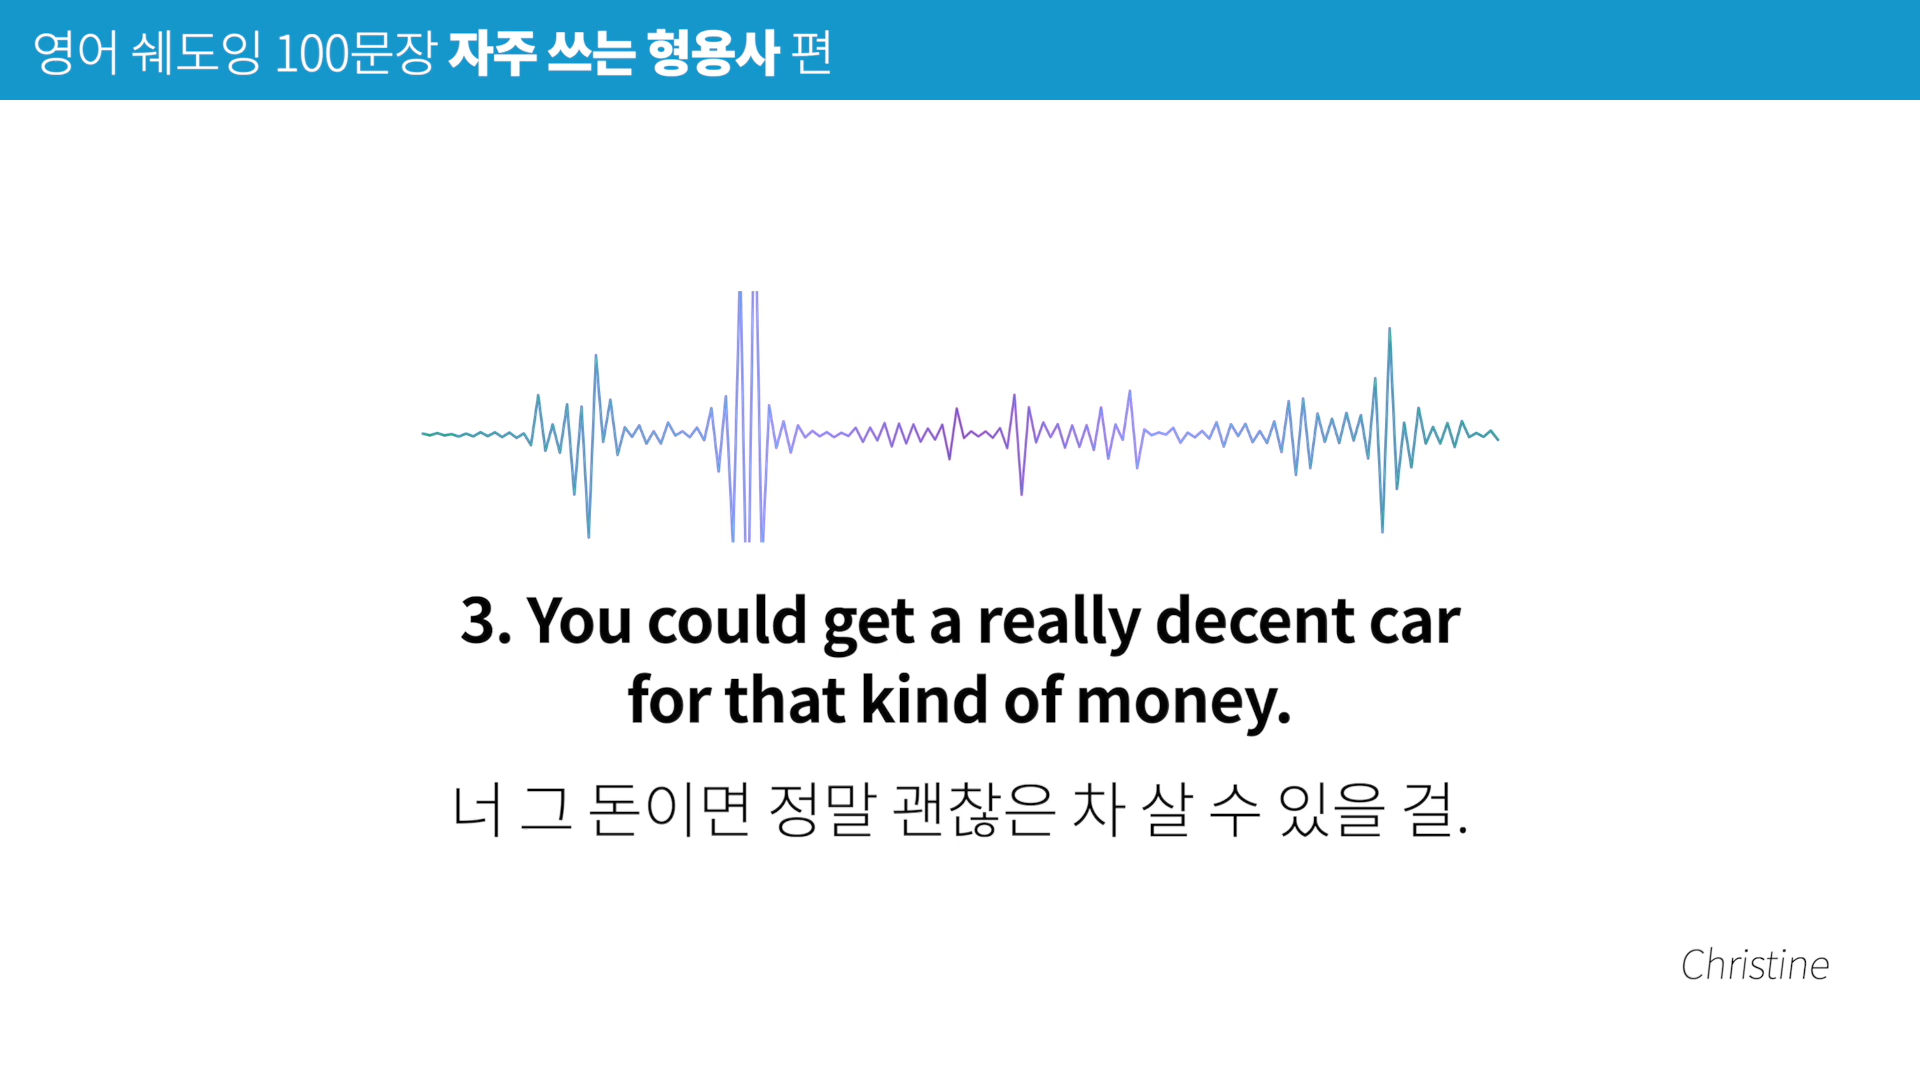 영어 쉐도잉 100문장 자주 쓰는 형용사 편
3. You could get a really decent car
for that kind of money.
너 그 돈이면 정말 괜찮은 차 살 수 있을 걸.
Christine